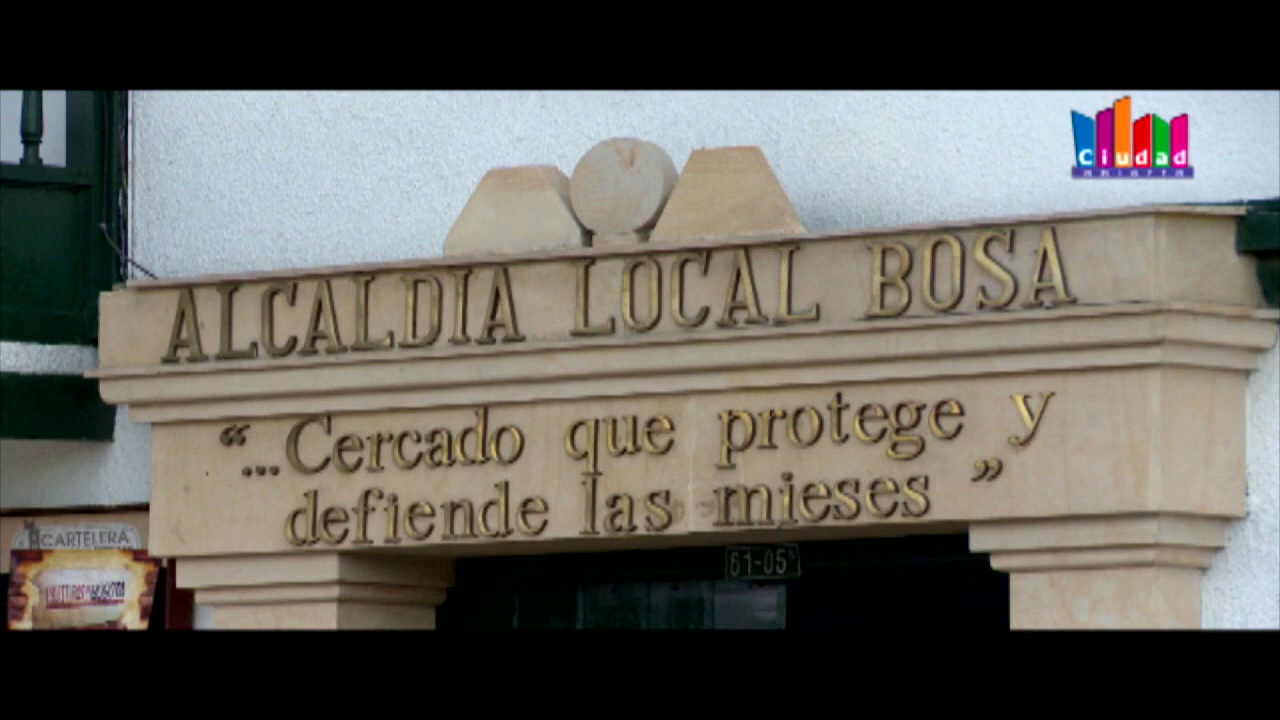 Ciudad
ALCALDIA LOCAL BOSA
“...Cercado que protege y
defiende las mieses”
61-05
CARTELERA